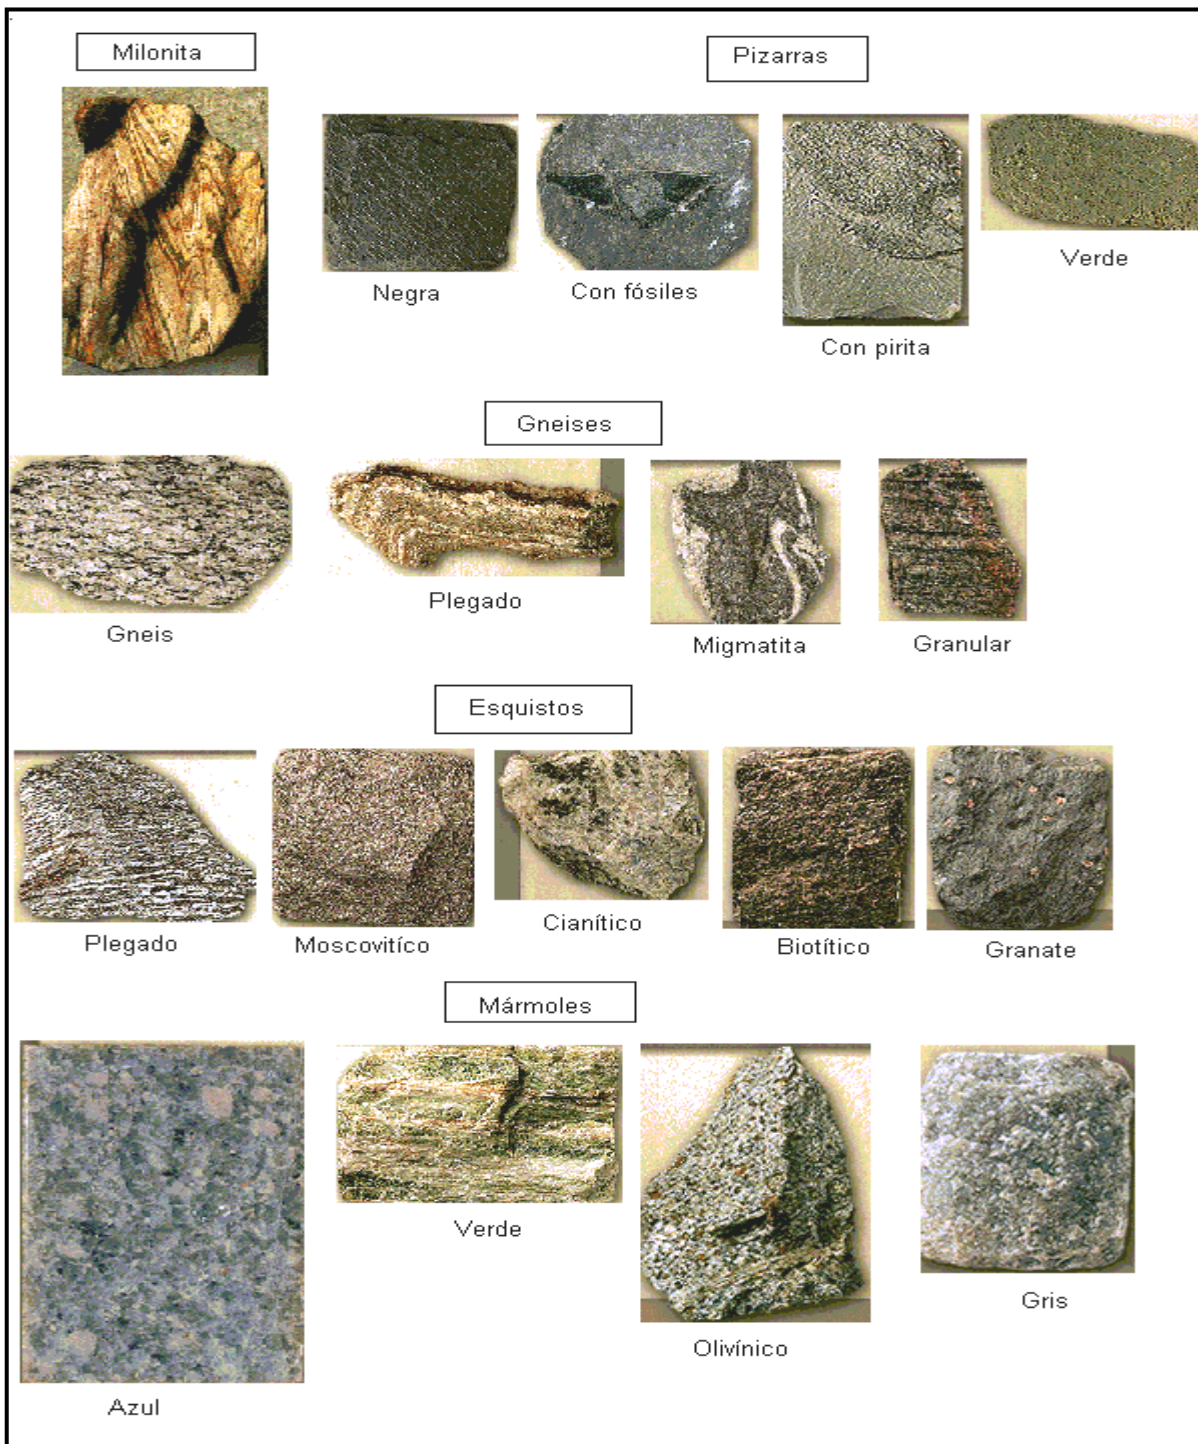 Milonita
Pizarras
Negra
Con fósiles
Con pirita
Verde
Gneises
Gneis
Plegado
Migmatita
Granular
Esquistos
Plegado
Moscovitíco
Cianítico
Biotítico
Granate
Mármoles
Azul
Verde
Olivínico
Gris